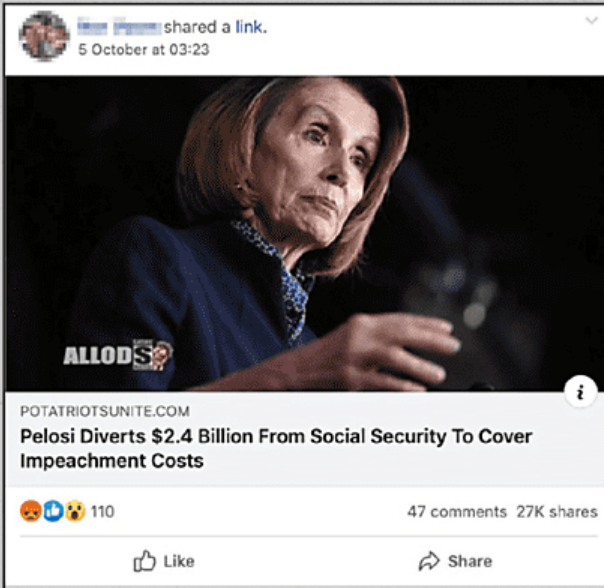 shared a link.
5 October at 03:23
ALLODS
POTATRIOTSUNITE.COM
Pelosi Diverts $2.4 Billion From Social Security To Cover
Impeachment Costs
110
47 comments 27K shares
Like
Share